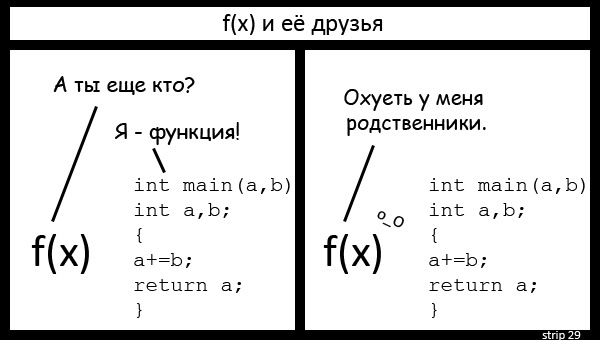 f(x) и её друзья
А ты еще кто?
Я - функция!
int main(a,b)
int a,b;
{
a+=b;
return a;
}
f(x)
Охуеть у меня
родственники.
o_O
int main(a,b)
int a,b;
{
a+=b;
return a;
}
f(x)
strip 29